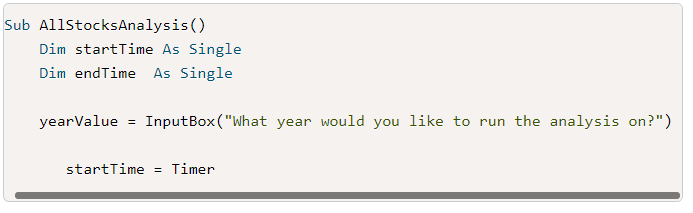 Sub AllStocksAnalysis()
    Dim startTime As Single
    Dim endTime  As Single
    yearValue = InputBox("What year would you like to run the analysis on?")
       startTime = Timer